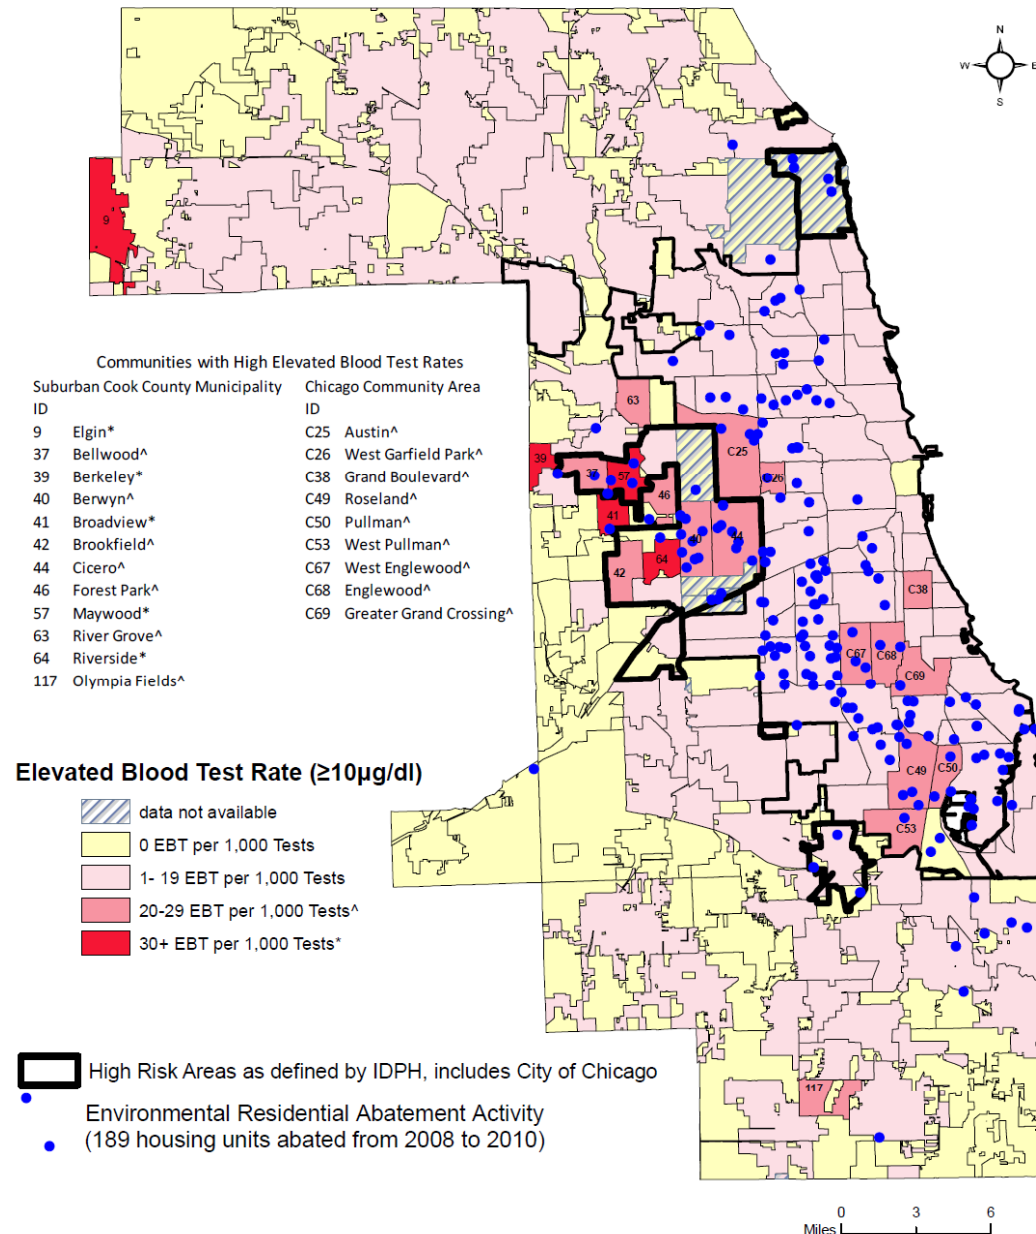 N
W E
S
9
Communities with High Elevated Blood Test Rates
Suburban Cook County Municipality Chicago Community Area
ID ID
9 Elgin* C25 Austin^
37 Bellwood^ C26 West Garfield Park^
39 Berkeley* C38 Grand Boulevard^
40 Berwyn^ C49 Roseland^
41 Broadview* C50 Pullman^
42 Brookfield^ C53 West Pullman^
44 Cicero^ C67 West Englewood^
46 Forest Park^ C68 Englewood^
57 Maywood* C69 Greater Grand Crossing^
63 River Grove^
64 Riverside*
117 Olympia Fields^
63
C25
39
37
57
C26
46
41
40
44
64
42
C38
C67
C68
C69
C49
C50
C53
117
Elevated Blood Test Rate (≥10µg/dl)
data not available
0 EBT per 1,000 Tests
1- 19 EBT per 1,000 Tests
20-29 EBT per 1,000 Tests^
30+ EBT per 1,000 Tests*
High Risk Areas as defined by IDPH, includes City of Chicago
Environmental Residential Abatement Activity
(189 housing units abated from 2008 to 2010)
0 3 6
Miles